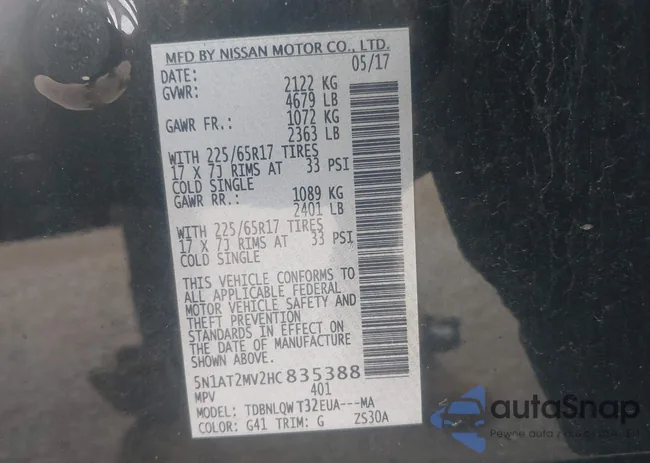 MFD BY NISSAN MOTOR CO., LTD.
DATE: 05/17
GVWR: 2122 KG
4679 LB
GAWR FR.: 1072 KG
2363 LB
WITH 225/65R17 TIRES
17 X 7J RIMS AT 33 PSI
COLD SINGLE
GAWR RR.: 1089 KG
2401 LB
WITH 225/65R17 TIRES
17 X 7J RIMS AT 33 PSI
COLD SINGLE
THIS VEHICLE CONFORMS TO
ALL APPLICABLE FEDERAL
MOTOR VEHICLE SAFETY AND
THEFT PREVENTION
STANDARDS IN EFFECT ON
THE DATE OF MANUFACTURE
SHOWN ABOVE.
5N1AT2MV2HC835388
MPV 401
MODEL: TDBNLQWT32EUA---MA
COLOR: G41 TRIM: G ZS30A
autoSnap
Pewne auto